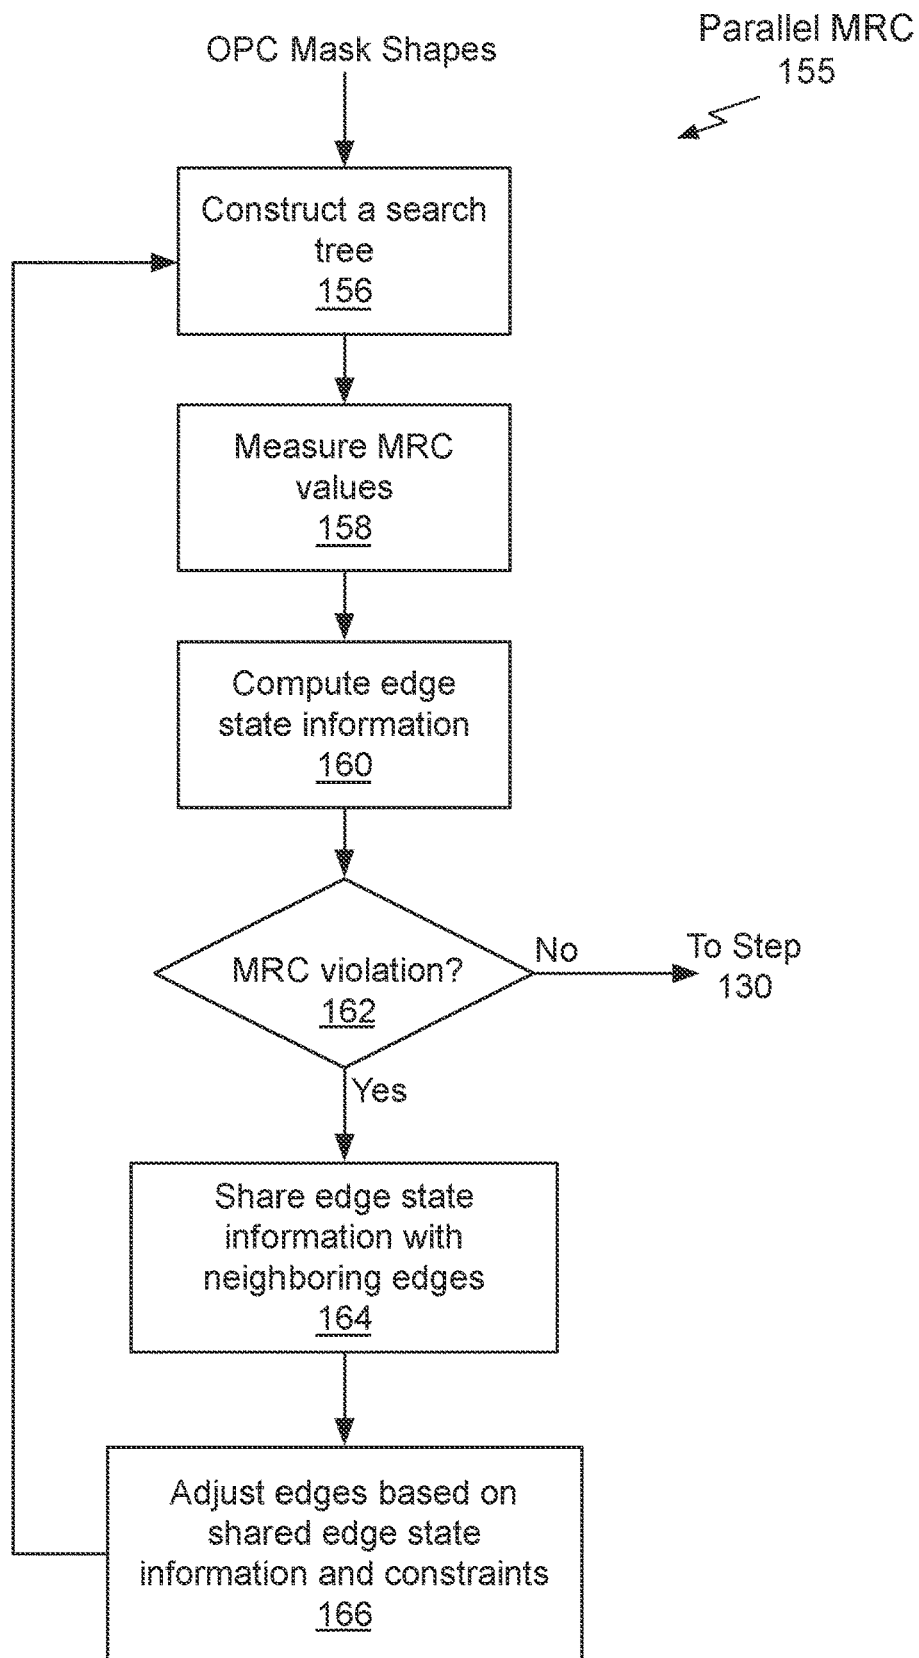 Parallel MRC
155
OPC Mask Shapes
Construct a search
tree
156
Measure MRC
values
158
Compute edge
state information
160
MRC violation?
162
No
To Step
130
Yes
Share edge state
information with
neighboring edges
164
Adjust edges based on
shared edge state
information and constraints
166